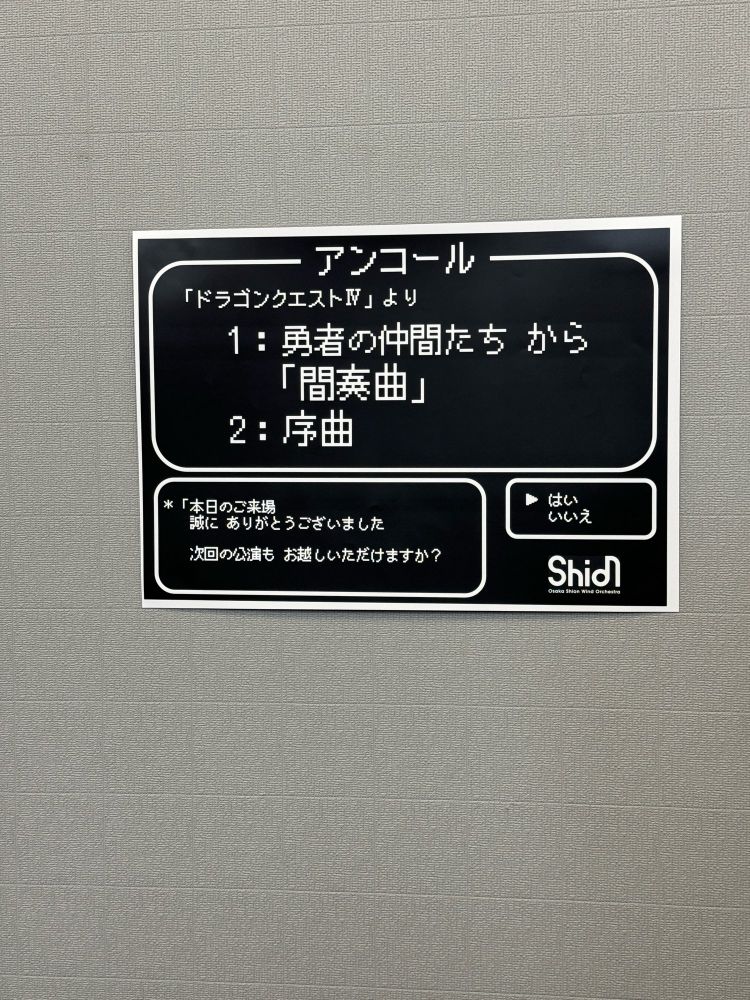 アンコール
「ドラゴンクエストⅣ」より
1：勇者の仲間たち から
「間奏曲」
2：序曲
＊「本日のご来場
誠に ありがとうございました
次回の公演も お越しいただけますか？
▶ はい
いいえ
Shion
Osaka Shion Wind Orchestra